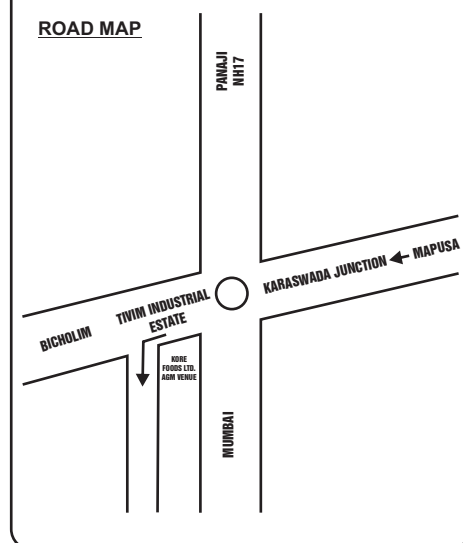 ROAD MAP
PANAJI
NH17
KARASWADA JUNCTION
MAPUSA
TIVIM INDUSTRIAL
ESTATE
BICHOLIM
KORE
FOODS LTD.
AGM VENUE
MUMBAI